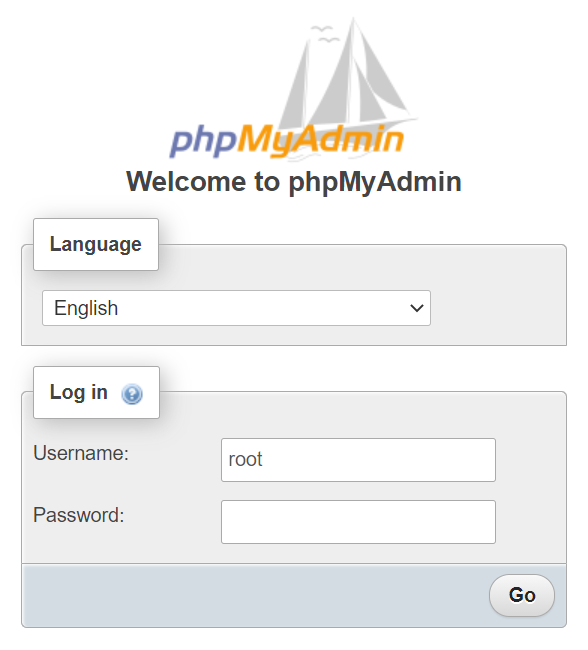 phpMyAdmin
Welcome to phpMyAdmin
Language
English
Log in ?
Username: root
Password:
Go